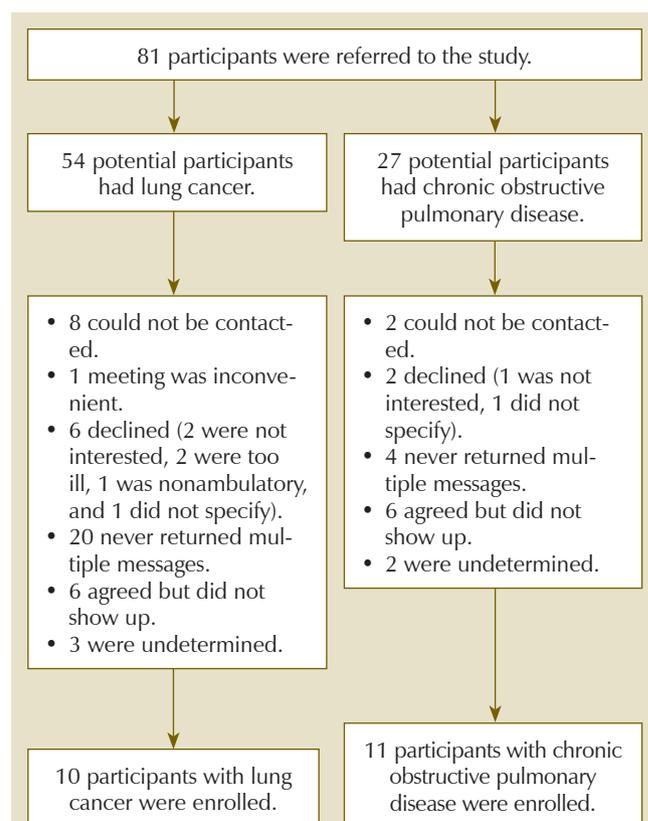 81 participants were referred to the study.
54 potential participants
had lung cancer.
27 potential participants
had chronic obstructive
pulmonary disease.
• 8 could not be contact-
ed.
• 1 meeting was inconve-
nient.
• 6 declined (2 were not
interested, 2 were too
ill, 1 was nonambulatory,
and 1 did not specify).
• 20 never returned mul-
tiple messages.
• 6 agreed but did not
show up.
• 3 were undetermined.
• 2 could not be contact-
ed.
• 2 declined (1 was not
interested, 1 did not
specify).
• 4 never returned mul-
tiple messages.
• 6 agreed but did not
show up.
• 2 were undetermined.
10 participants with lung
cancer were enrolled.
11 participants with chronic
obstructive pulmonary
disease were enrolled.